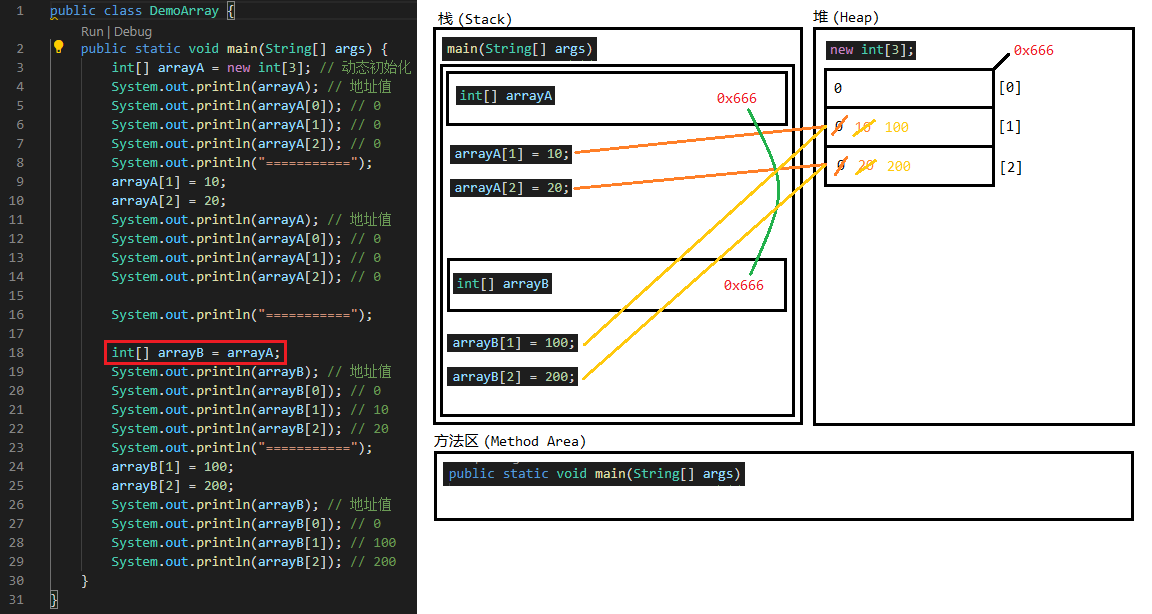 1 public class DemoArray {
Run | Debug
2 public static void main(String[] args) {
3 int[] arrayA = new int[3]; // 动态初始化
4 System.out.println(arrayA); // 地址值
5 System.out.println(arrayA[0]); // 0
6 System.out.println(arrayA[1]); // 0
7 System.out.println(arrayA[2]); // 0
8 System.out.println("===========");
9 arrayA[1] = 10;
10 arrayA[2] = 20;
11 System.out.println(arrayA); // 地址值
12 System.out.println(arrayA[0]); // 0
13 System.out.println(arrayA[1]); // 0
14 System.out.println(arrayA[2]); // 0
15
16 System.out.println("===========");
17
18 int[] arrayB = arrayA;
19 System.out.println(arrayB); // 地址值
20 System.out.println(arrayB[0]); // 0
21 System.out.println(arrayB[1]); // 10
22 System.out.println(arrayB[2]); // 20
23 System.out.println("===========");
24 arrayB[1] = 100;
25 arrayB[2] = 200;
26 System.out.println(arrayB); // 地址值
27 System.out.println(arrayB[0]); // 0
28 System.out.println(arrayB[1]); // 100
29 System.out.println(arrayB[2]); // 200
30 }
31 }
栈 (Stack)
main(String[] args)
int[] arrayA
0x666
arrayA[1] = 10;
arrayA[2] = 20;
int[] arrayB
0x666
arrayB[1] = 100;
arrayB[2] = 200;
堆 (Heap)
new int[3];
0x666
0 [0]
0 10 100 [1]
0 20 200 [2]
方法区 (Method Area)
public static void main(String[] args)